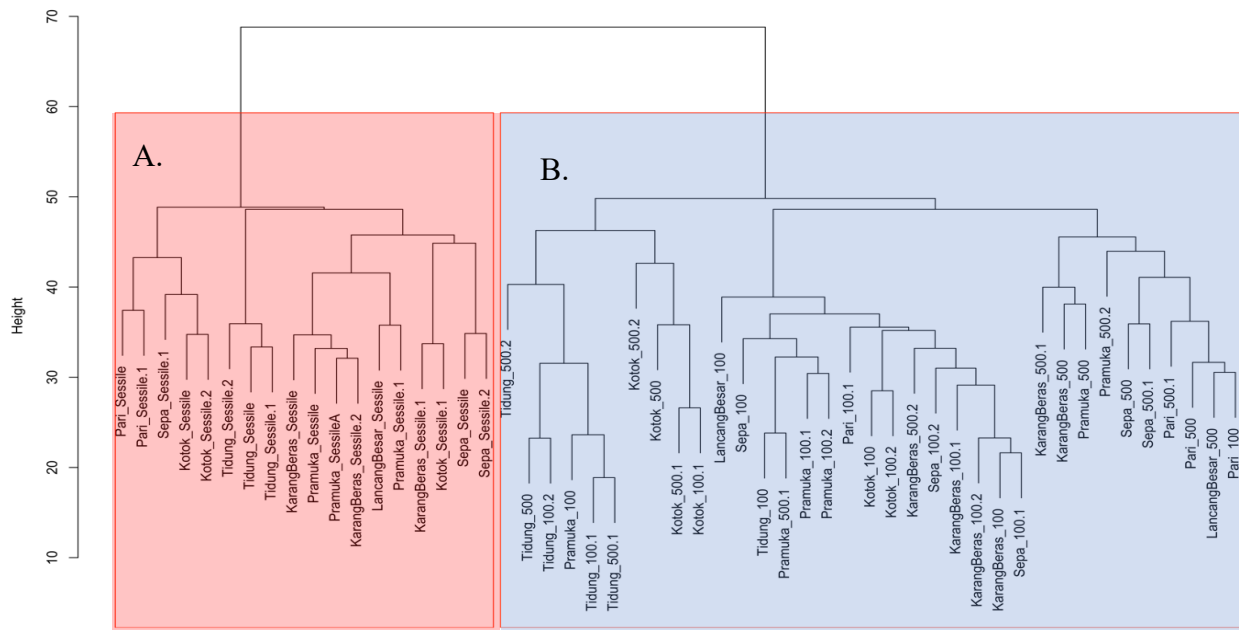 70
60
50
40
30
20
10
Height
A.
B.
Pari_Sessile
Pari_Sessile.1
Sepa_Sessile.1
Kotok_Sessile
Kotok_Sessile.2
Tidung_Sessile.2
Tidung_Sessile
Tidung_Sessile.1
KarangBeras_Sessile
Pramuka_Sessile
Pramuka_SessileA
KarangBeras_Sessile.2
LancangBesar_Sessile
Pramuka_Sessile.1
KarangBeras_Sessile.1
Kotok_Sessile.1
Sepa_Sessile
Sepa_Sessile.2
Tidung_500.2
Tidung_500
Tidung_100.2
Pramuka_100
Tidung_100.1
Tidung_500.1
Kotok_500.2
Kotok_500
Kotok_500.1
Kotok_100.1
LancangBesar_100
Sepa_100
Tidung_100
Pramuka_500.1
Pramuka_100.1
Pramuka_100.2
Pari_100.1
Kotok_100
Kotok_100.2
KarangBeras_500.2
Sepa_100.2
KarangBeras_100.1
KarangBeras_100.2
KarangBeras_100
Sepa_100.1
KarangBeras_500.1
KarangBeras_500
Pramuka_500
Pramuka_500.2
Sepa_500
Sepa_500.1
Pari_500.1
Pari_500
LancangBesar_500
Pari_100